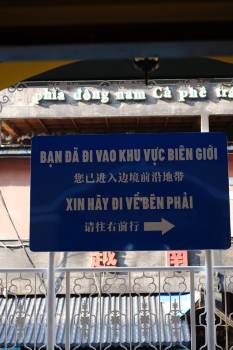 phía đông nam Cà phê
BẠN ĐÃ ĐI VAO KHU VỰC BIÊN GIỚI
您已进入边境前沿地带
XIN HÃY ĐI VỀ BÊN PHẢI
请往右前行